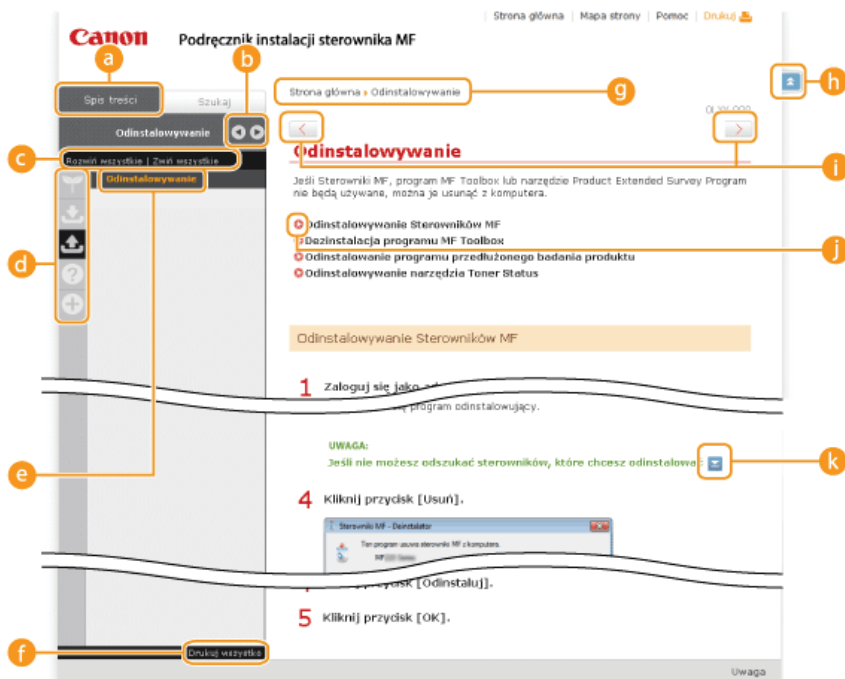 Strona główna | Mapa strony | Pomoc | Drukuj
Canon Podręcznik instalacji sterownika MF
a
b
Spis treści
Szukaj
Strona główna Odinstalowywanie
g
h
Odinstalowywanie
i
c
Rozwiń wszystkie | Zwiń wszystkie
Odinstalowywanie
Odinstalowywanie
Jeśli Sterowniki MF, program MF Toolbox lub narzędzie Product Extended Survey Program
nie będą używane, można je usunąć z komputera.
d
Odinstalowywanie Sterowników MF
j
Dezinstalacja programu MF Toolbox
Odinstalowanie programu przedłużonego badania produktu
Odinstalowywanie narzędzia Toner Status
Odinstalowywanie Sterowników MF
1 Zaloguj się jako
program odinstalowujący.
UWAGA:
Jeśli nie możesz odszukać sterowników, które chcesz
k
e
4 Kliknij przycisk [Usuń].
Sterowniki MF - Deinstalator
Ten program usuwa sterowniki MF z komputera.
MF Series
przycisk [Odinstaluj].
5 Kliknij przycisk [OK].
f
Drukuj wszystko
Uwaga